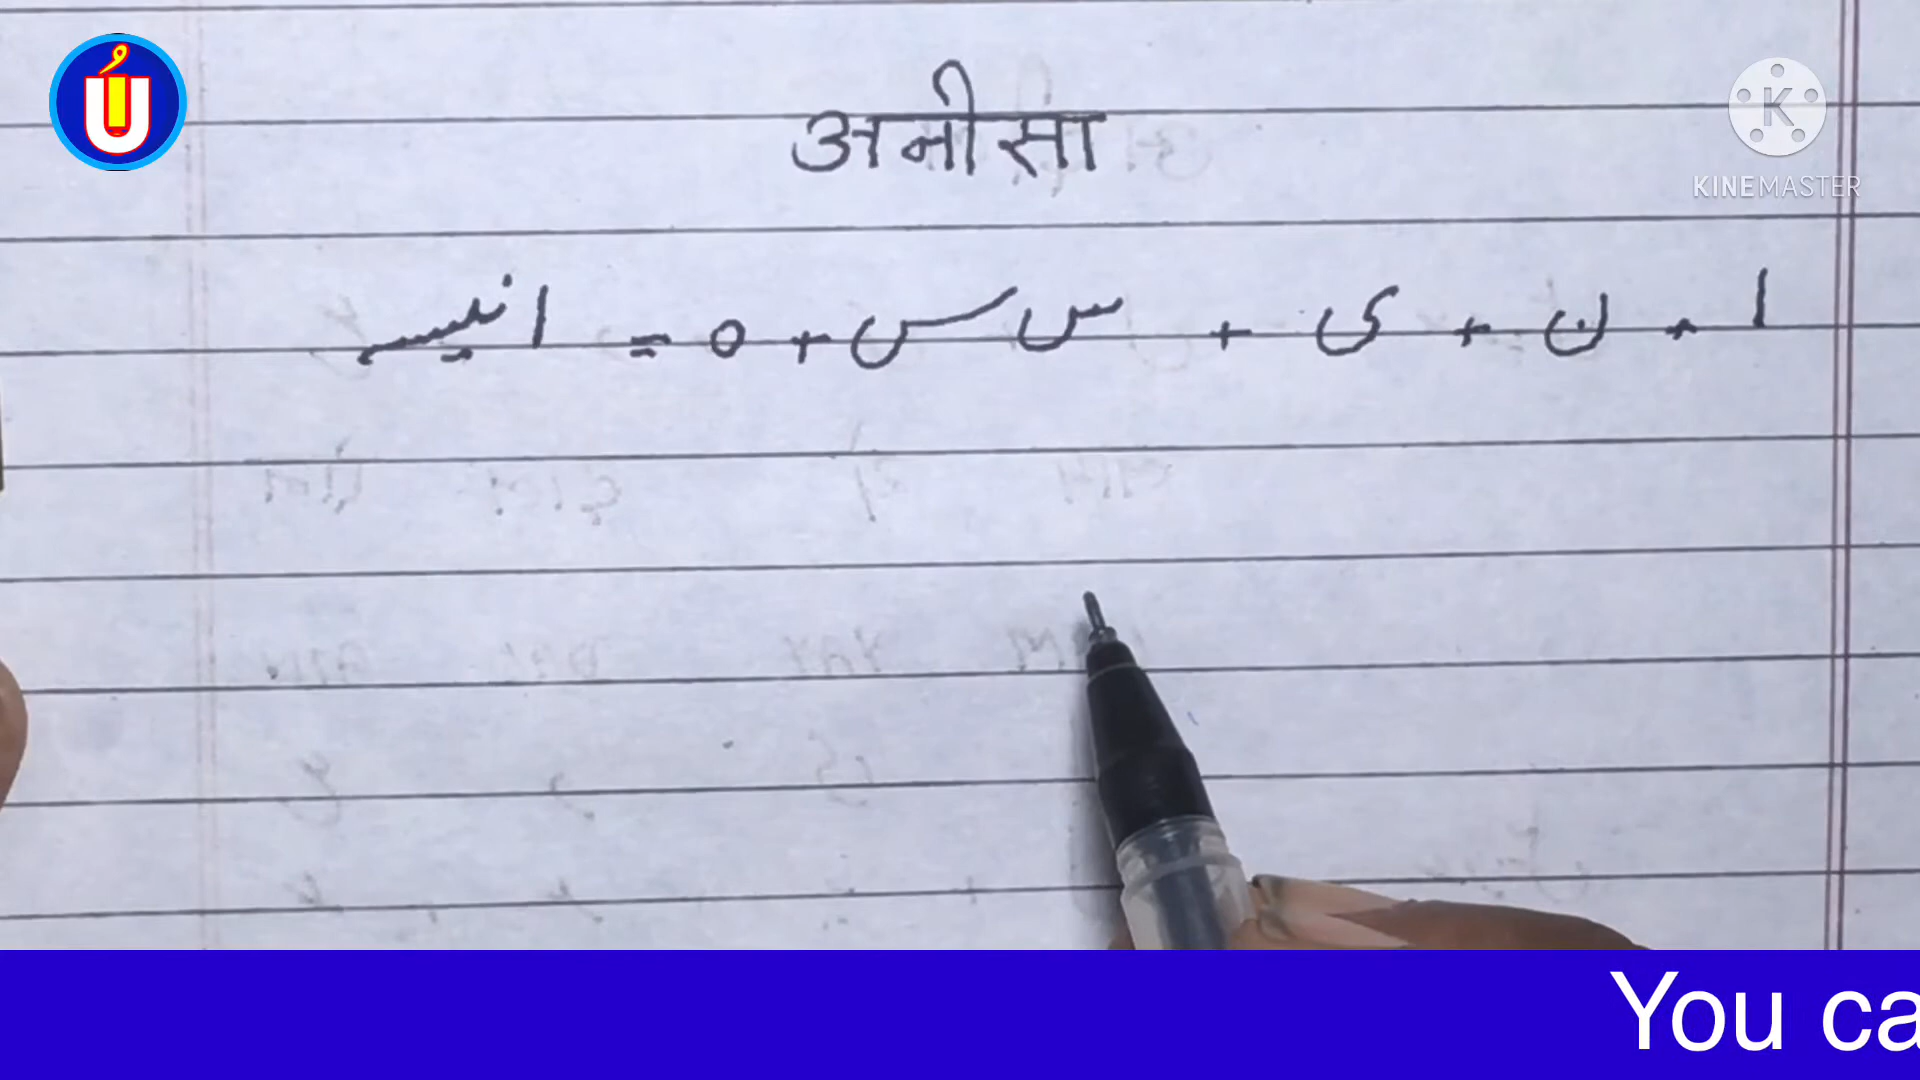 अनीसा
ا + ن + ی + س س + ہ = انیسہ
KINEMASTER
You ca